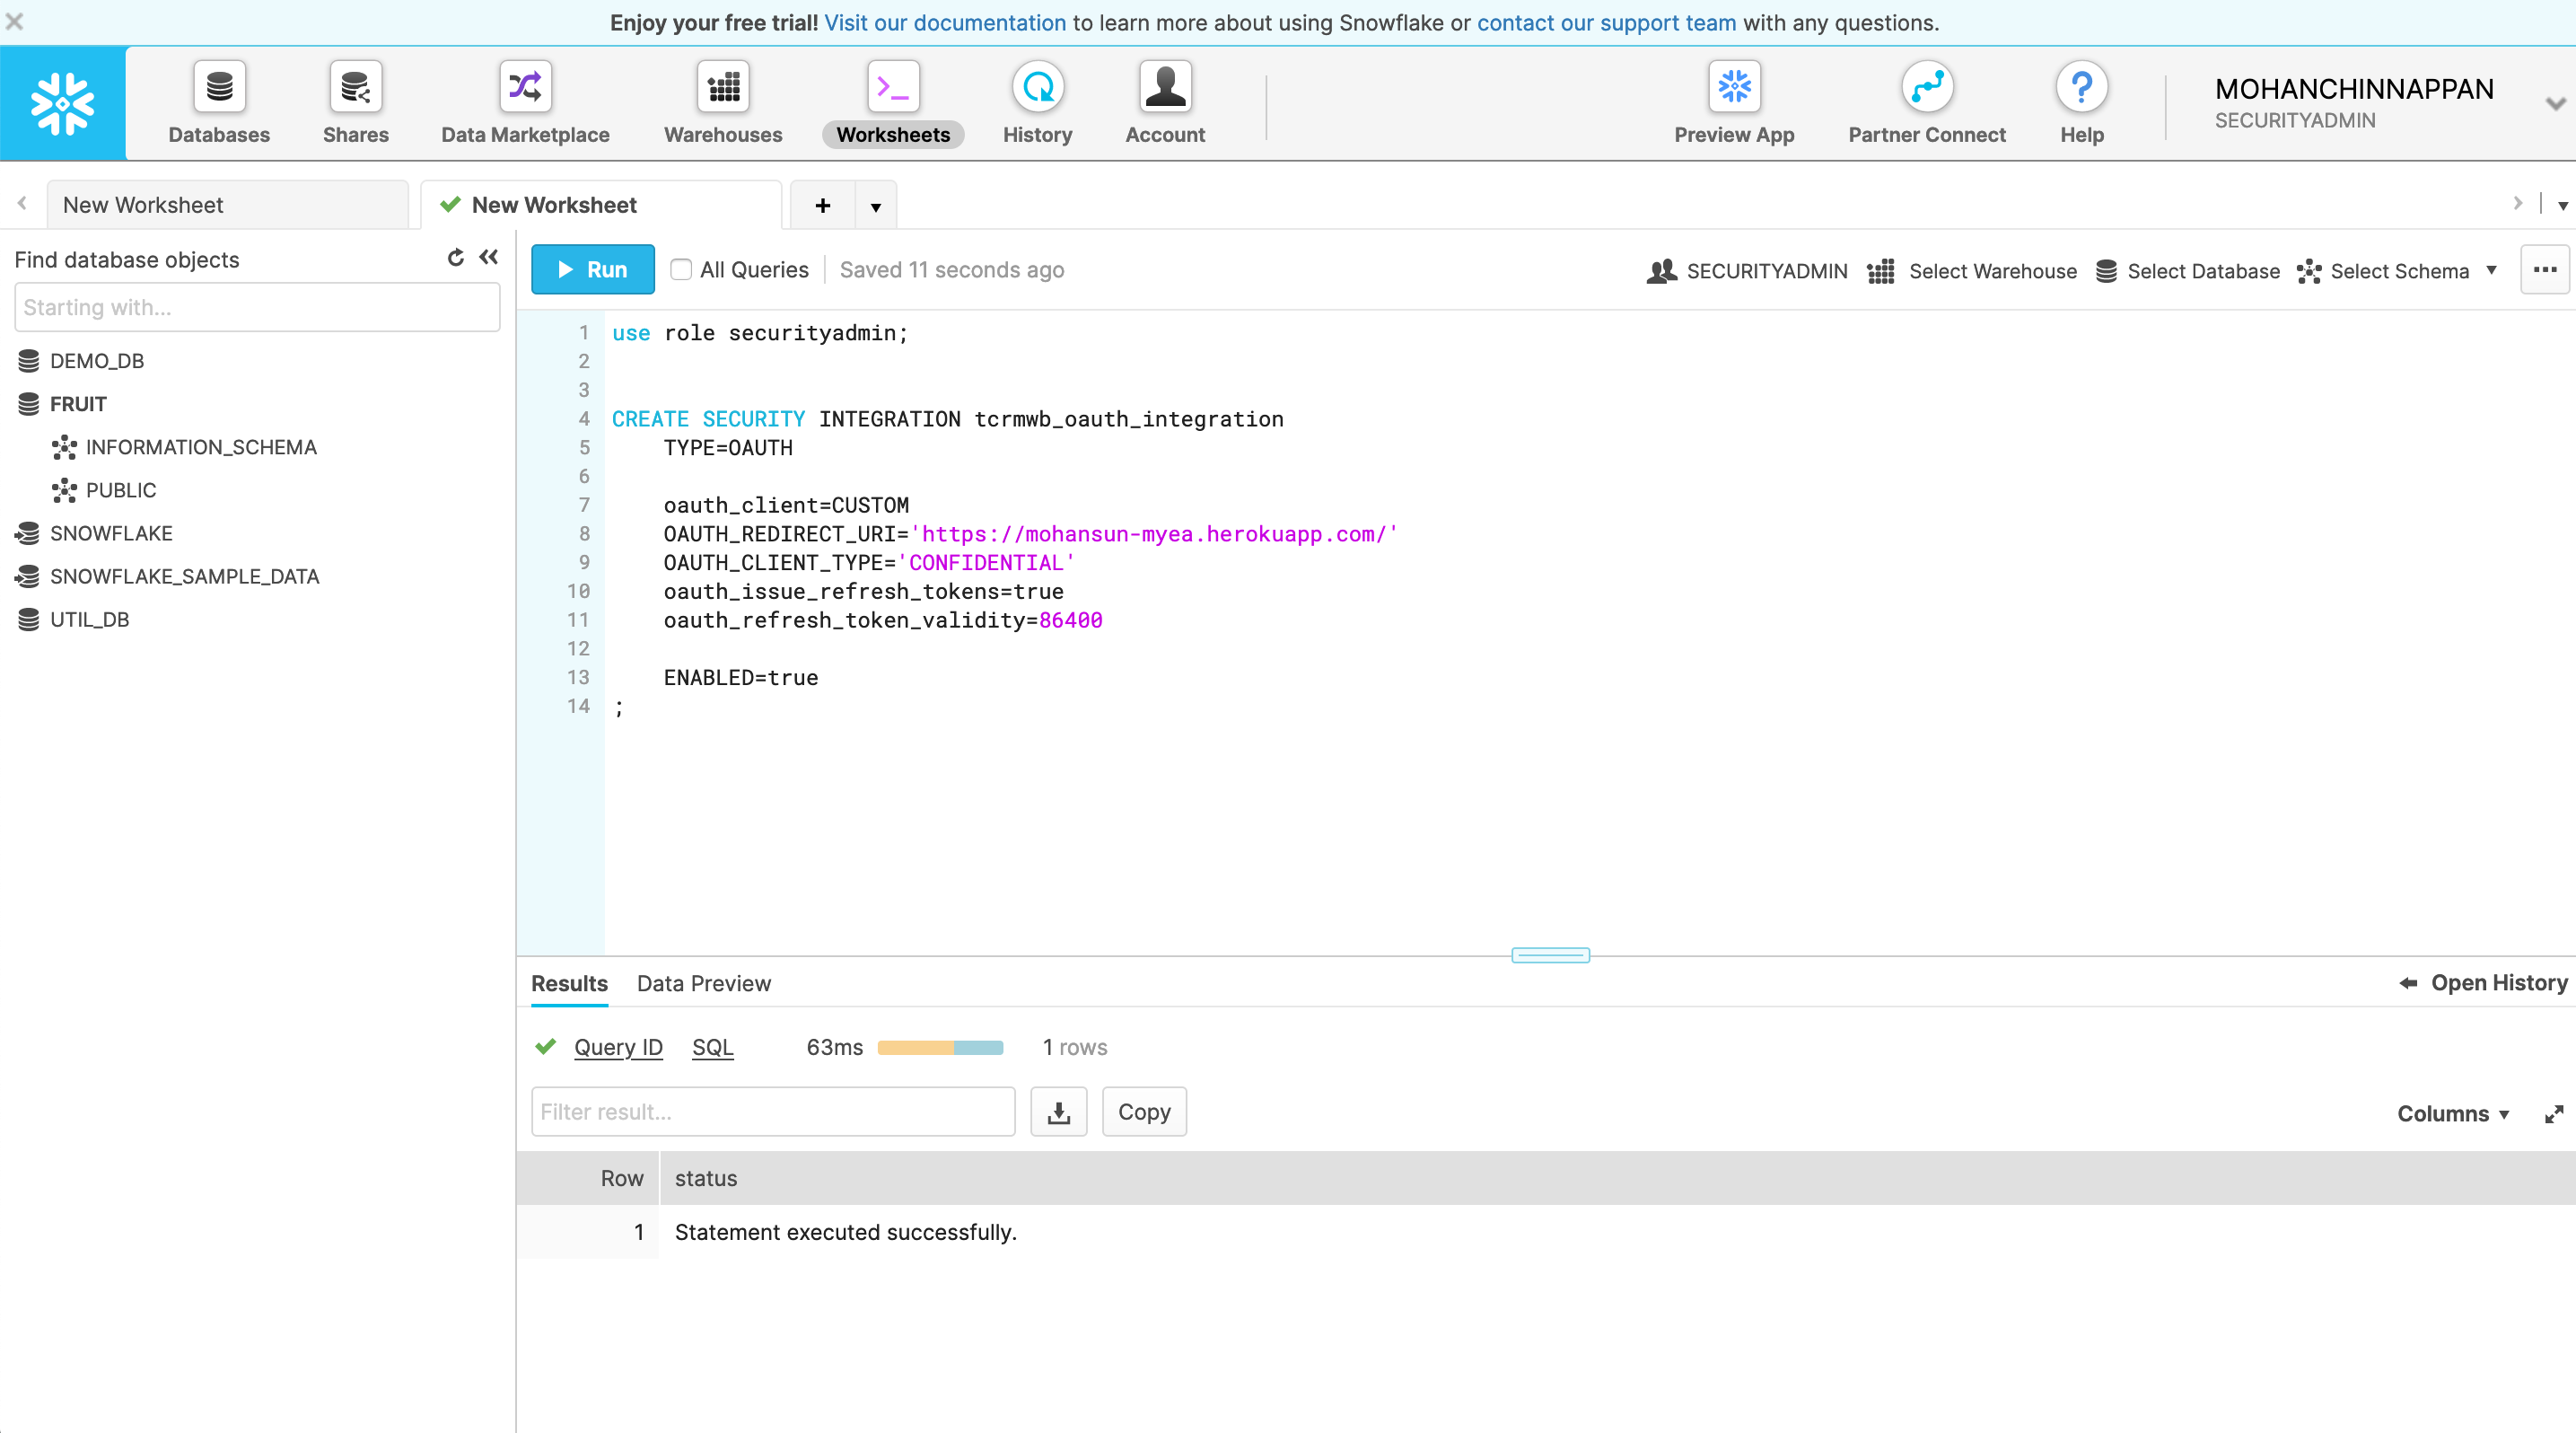 Enjoy your free trial! Visit our documentation to learn more about using Snowflake or contact our support team with any questions.
Databases
Shares
Data Marketplace
Warehouses
Worksheets
History
Account
Preview App
Partner Connect
Help
MOHANCHINNAPPAN
SECURITYADMIN
New Worksheet
New Worksheet
Find database objects
Starting with...
DEMO_DB
FRUIT
INFORMATION_SCHEMA
PUBLIC
SNOWFLAKE
SNOWFLAKE_SAMPLE_DATA
UTIL_DB
Run
All Queries
Saved 11 seconds ago
SECURITYADMIN
Select Warehouse
Select Database
Select Schema
1 use role securityadmin;
2
3
4 CREATE SECURITY INTEGRATION tcrmwb_oauth_integration
5 TYPE=OAUTH
6
7 oauth_client=CUSTOM
8 OAUTH_REDIRECT_URI='https://mohansun-myea.herokuapp.com/'
9 OAUTH_CLIENT_TYPE='CONFIDENTIAL'
10 oauth_issue_refresh_tokens=true
11 oauth_refresh_token_validity=86400
12
13 ENABLED=true
14 ;
Results
Data Preview
Open History
Query ID
SQL
63ms
1 rows
Filter result...
Copy
Columns
Row status
1 Statement executed successfully.